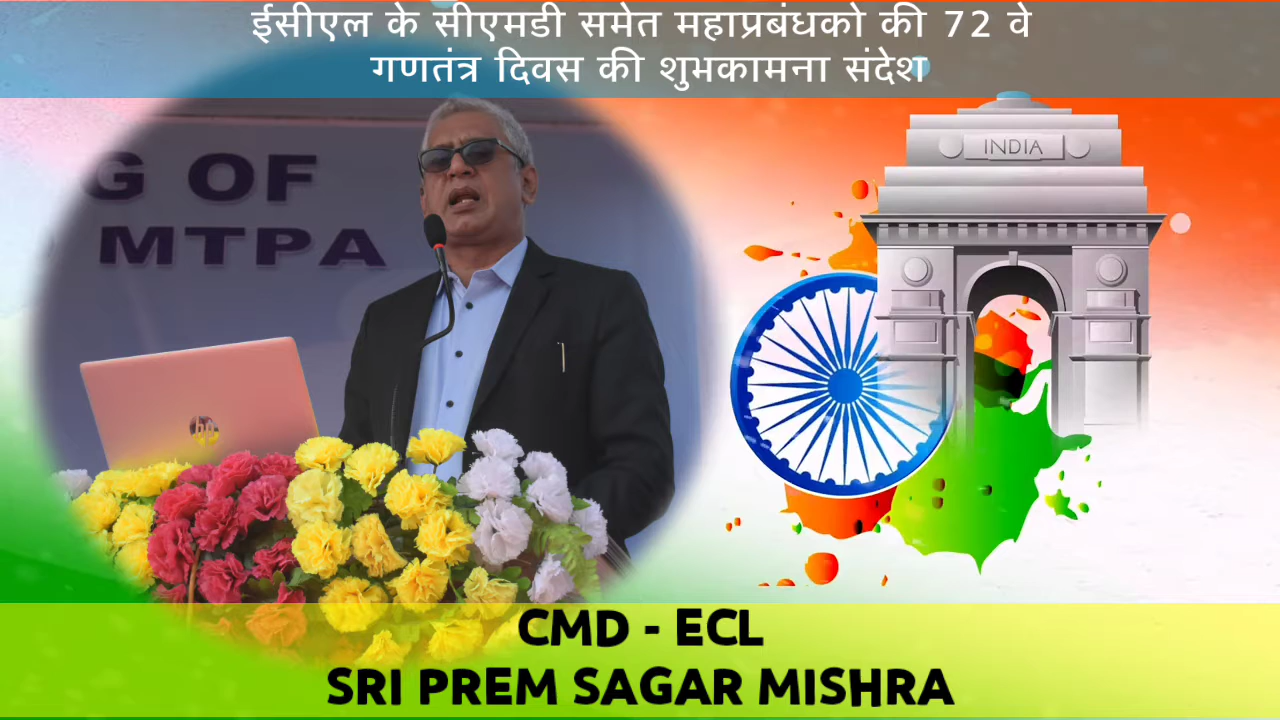 ईसीएल के सीएमडी समेत महाप्रबंधको की 72 वे
गणतंत्र दिवस की शुभकामना संदेश
INDIA
G OF
MTPA
hp
CMD - ECL
SRI PREM SAGAR MISHRA